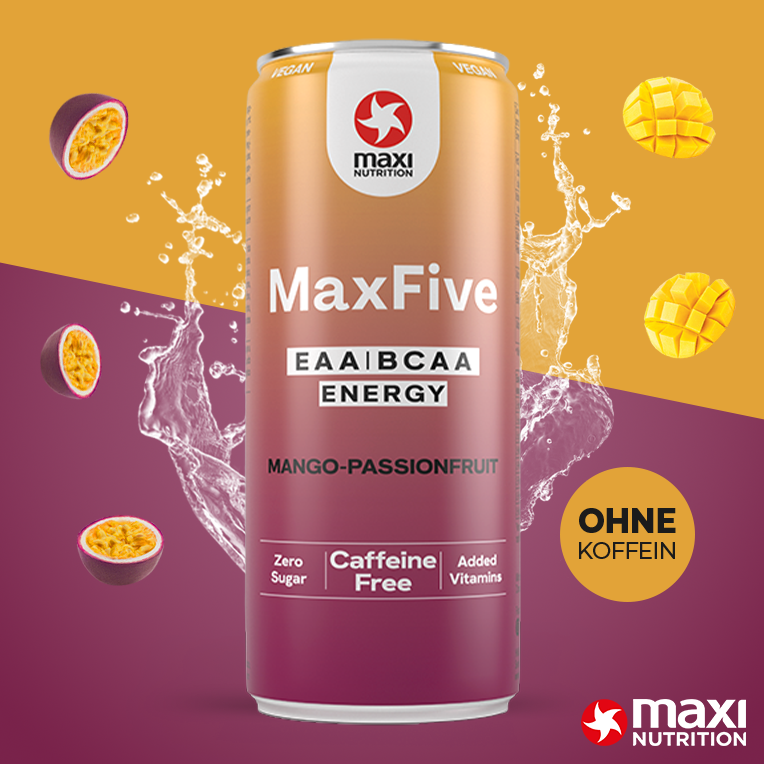 VEGAN
VEGAN
maxi
NUTRITION
MaxFive
EAA|BCAA
ENERGY
MANGO-PASSIONFRUIT
Zero
Sugar
Caffeine
Free
Added
Vitamins
OHNE
KOFFEIN
maxi
NUTRITION